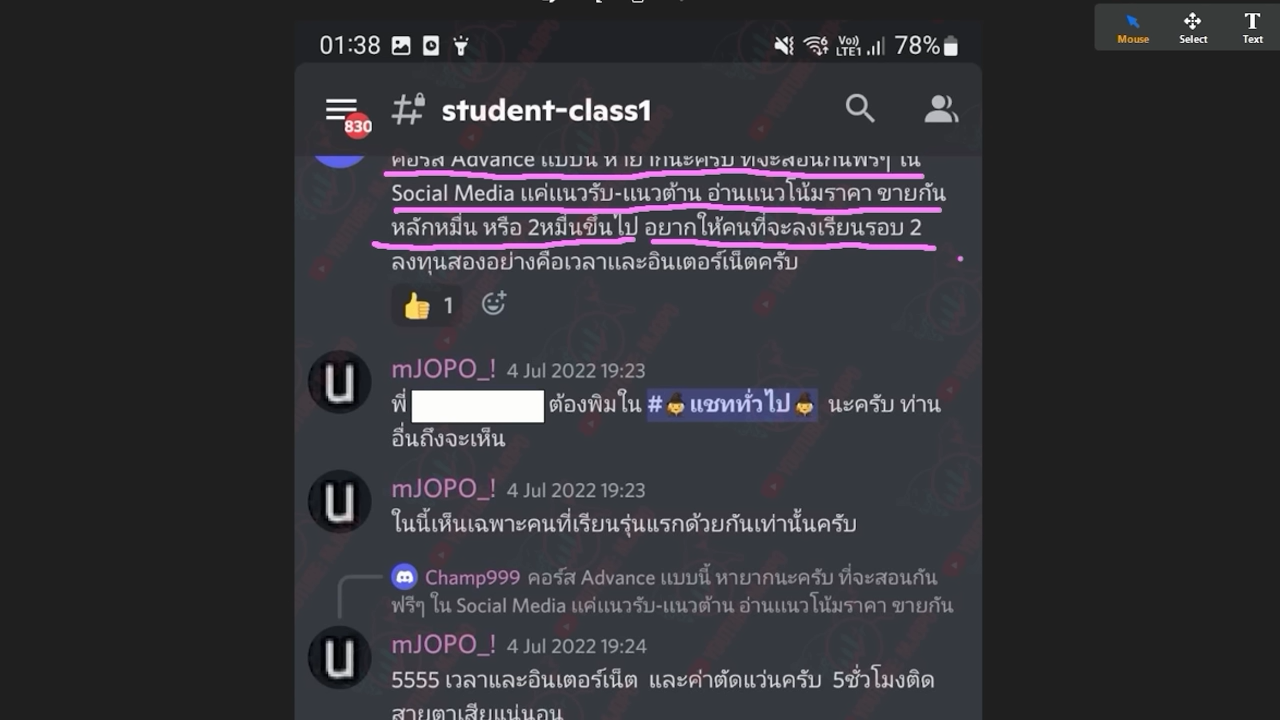 01:38
Vo)) LTE1 78%
Mouse Select Text
830 student-class1
คอร์ส Advance แบบนี้ หายากนะครับ ที่จะสอนกันฟรีๆ ใน
Social Media แค่แนวรับ-แนวต้าน อ่านแนวโน้มราคา ขายกัน
หลักหมื่น หรือ 2หมื่นขึ้นไป อยากให้คนที่จะลงเรียนรอบ 2
ลงทุนสองอย่างคือเวลาและอินเตอร์เน็ตครับ
1
mJOPO_! 4 Jul 2022 19:23
พี่ ต้องพิมใน # แชททั่วไป นะครับ ท่าน
อื่นถึงจะเห็น
mJOPO_! 4 Jul 2022 19:23
ในนี้เห็นเฉพาะคนที่เรียนรุ่นแรกด้วยกันเท่านั้นครับ
Champ999 คอร์ส Advance แบบนี้ หายากนะครับ ที่จะสอนกัน
ฟรีๆ ใน Social Media แค่แนวรับ-แนวต้าน อ่านแนวโน้มราคา ขายกัน
mJOPO_! 4 Jul 2022 19:24
5555 เวลาและอินเตอร์เน็ต และค่าตัดแว่นครับ 5ชั่วโมงติด
สายตาเสียแน่นอน